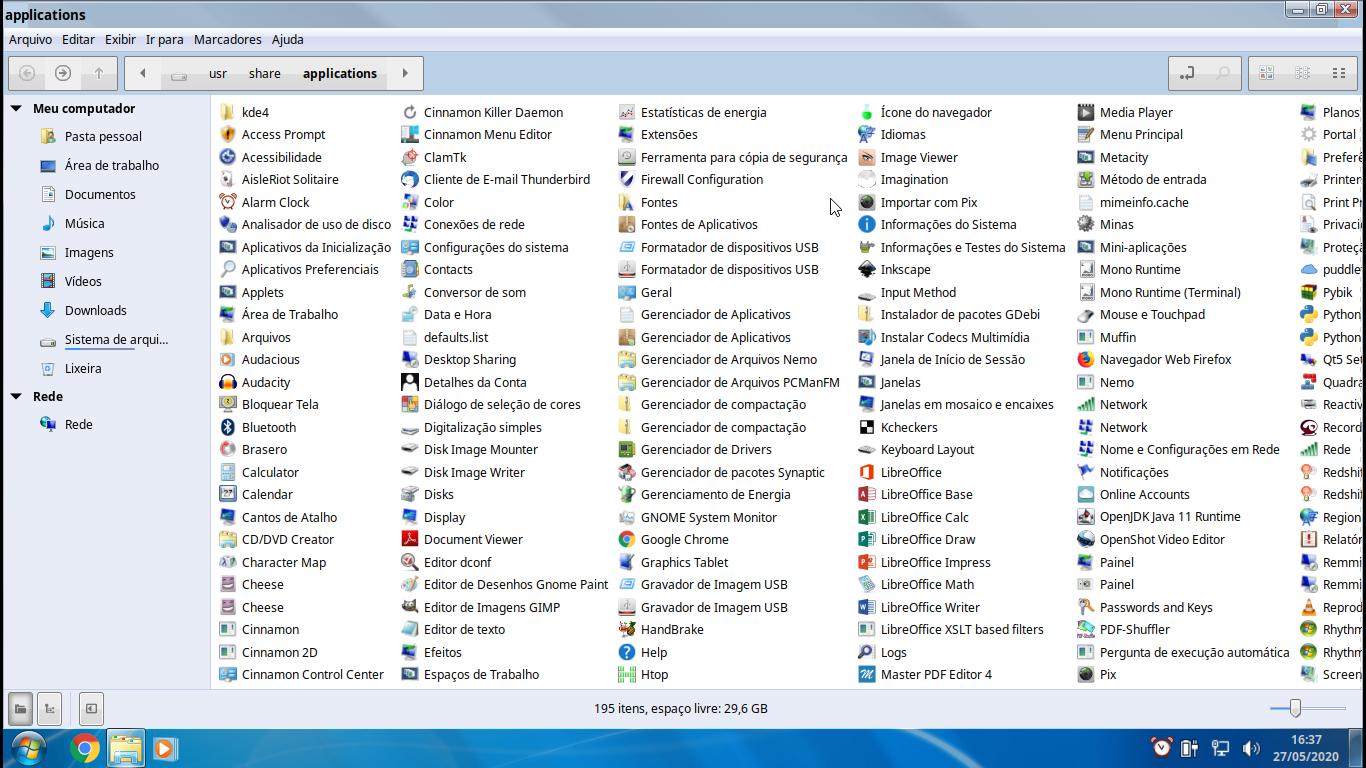 applications
Arquivo Editar Exibir Ir para Marcadores Ajuda
usr share applications
Meu computador
Pasta pessoal
Área de trabalho
Documentos
Música
Imagens
Vídeos
Downloads
Sistema de arqui...
Lixeira
Rede
Rede
kde4
Access Prompt
Acessibilidade
AisleRiot Solitaire
Alarm Clock
Analisador de uso de disco
Aplicativos da Inicialização
Aplicativos Preferenciais
Applets
Área de Trabalho
Arquivos
Audacious
Audacity
Bloquear Tela
Bluetooth
Brasero
Calculator
Calendar
Cantos de Atalho
CD/DVD Creator
Character Map
Cheese
Cheese
Cinnamon
Cinnamon 2D
Cinnamon Control Center
Cinnamon Killer Daemon
Cinnamon Menu Editor
ClamTk
Cliente de E-mail Thunderbird
Color
Conexões de rede
Configurações do sistema
Contacts
Conversor de som
Data e Hora
defaults.list
Desktop Sharing
Detalhes da Conta
Diálogo de seleção de cores
Digitalização simples
Disk Image Mounter
Disk Image Writer
Disks
Display
Document Viewer
Editor dconf
Editor de Desenhos Gnome Paint
Editor de Imagens GIMP
Editor de texto
Efeitos
Espaços de Trabalho
Estatísticas de energia
Extensões
Ferramenta para cópia de segurança
Firewall Configuration
Fontes
Fontes de Aplicativos
Formatador de dispositivos USB
Formatador de dispositivos USB
Geral
Gerenciador de Aplicativos
Gerenciador de Aplicativos
Gerenciador de Arquivos Nemo
Gerenciador de Arquivos PCManFM
Gerenciador de compactação
Gerenciador de compactação
Gerenciador de Drivers
Gerenciador de pacotes Synaptic
Gerenciamento de Energia
GNOME System Monitor
Google Chrome
Graphics Tablet
Gravador de Imagem USB
Gravador de Imagem USB
HandBrake
Help
Htop
Ícone do navegador
Idiomas
Image Viewer
Imagination
Importar com Pix
Informações do Sistema
Informações e Testes do Sistema
Inkscape
Input Method
Instalador de pacotes GDebi
Instalar Codecs Multimídia
Janela de Início de Sessão
Janelas
Janelas em mosaico e encaixes
Kcheckers
Keyboard Layout
LibreOffice
LibreOffice Base
LibreOffice Calc
LibreOffice Draw
LibreOffice Impress
LibreOffice Math
LibreOffice Writer
LibreOffice XSLT based filters
Logs
Master PDF Editor 4
Media Player
Menu Principal
Metacity
Método de entrada
mimeinfo.cache
Minas
Mini-aplicações
Mono Runtime
Mono Runtime (Terminal)
Mouse e Touchpad
Muffin
Navegador Web Firefox
Nemo
Network
Network
Nome e Configurações em Rede
Notificações
Online Accounts
OpenJDK Java 11 Runtime
OpenShot Video Editor
Painel
Painel
Passwords and Keys
PDF-Shuffler
Pergunta de execução automática
Pix
Planos
Portal
Preferê
Printer
Print Pr
Privaci
Proteç
puddle
Pybik
Python
Python
Qt5 Set
Quadra
Reactiv
Record
Rede
Redshi
Redshi
Region
Relatór
Remmi
Remmi
Reprod
Rhythm
Rhythm
Screen
195 itens, espaço livre: 29,6 GB
16:37
27/05/2020